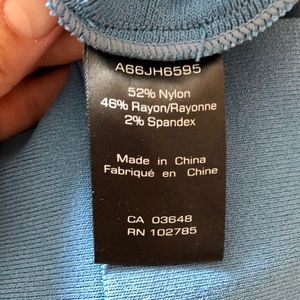 A66JH6595
52% Nylon
46% Rayon/Rayonne
2% Spandex
Made in China
Fabriqué en Chine
CA 03648
RN 102785